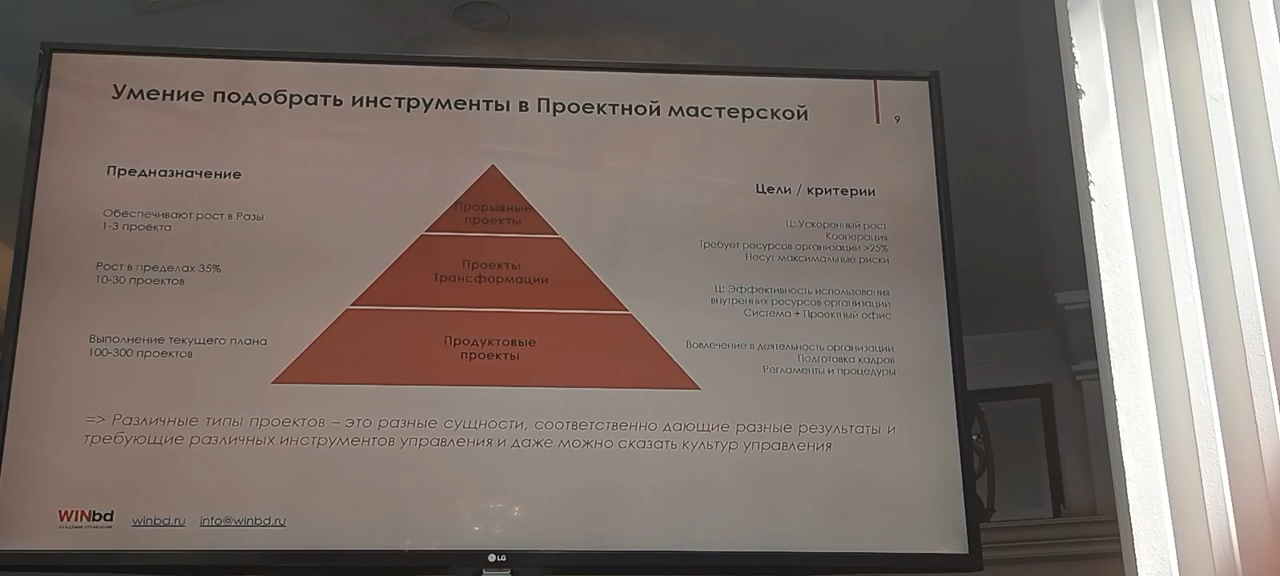 Умение подобрать инструменты в Проектной мастерской
9
Предназначение
Обеспечивают рост в Разы
1-3 проекта
Рост в пределах 35%
10-30 проектов
Выполнение текущего плана
100-300 проектов
Прорывные
проекты
Проекты
Трансформации
Продуктовые
проекты
Цели / критерии
Ц: Ускоренный рост
Кооперация
Требует ресурсов организации >25%
Несут максимальные риски
Ц: Эффективность использования
внутренних ресурсов организации
Система + Проектный офис
Вовлечение в деятельность организации
Подготовка кадров
Регламенты и процедуры
=> Различные типы проектов – это разные сущности, соответственно дающие разные результаты и
требующие различных инструментов управления и даже можно сказать культур управления
WINbd
АКАДЕМИЯ УПРАВЛЕНИЯ
winbd.ru info@winbd.ru
LG